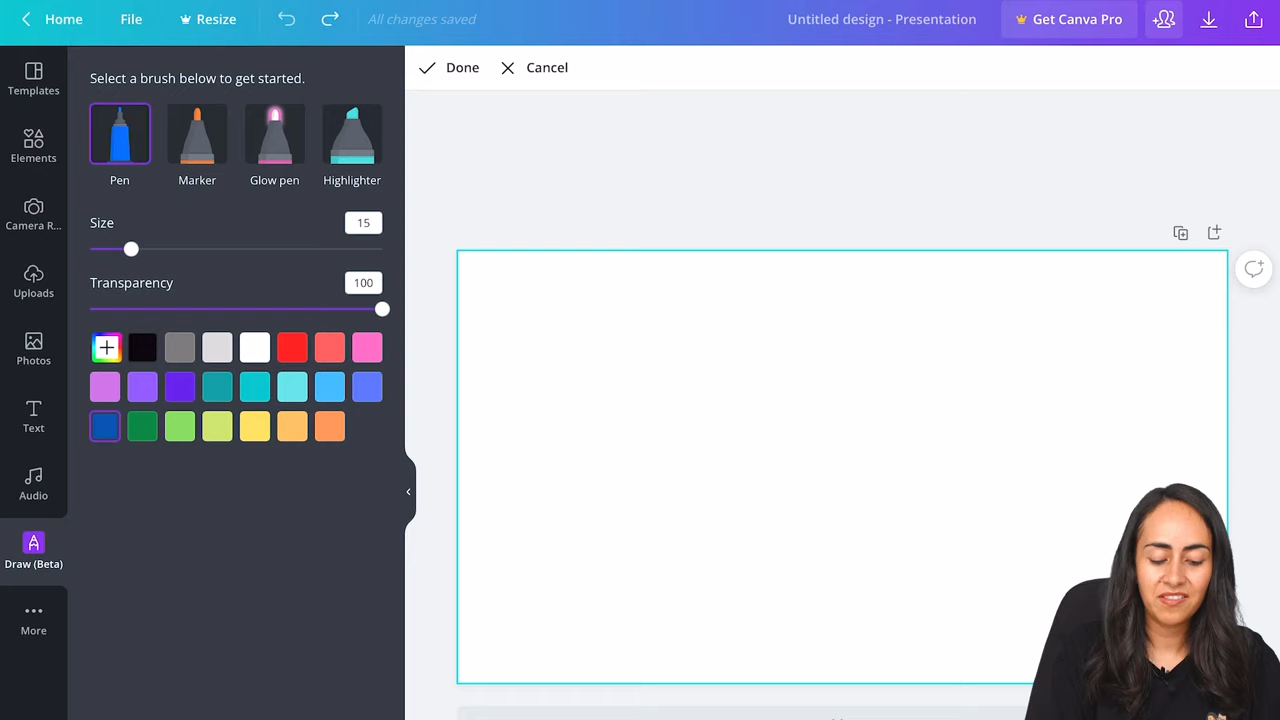 Home File Resize All changes saved Untitled design - Presentation Get Canva Pro
Templates
Elements
Camera R...
Uploads
Photos
Text
Audio
Draw (Beta)
More
Select a brush below to get started.
Pen Marker Glow pen Highlighter
Size 15
Transparency 100
Done Cancel